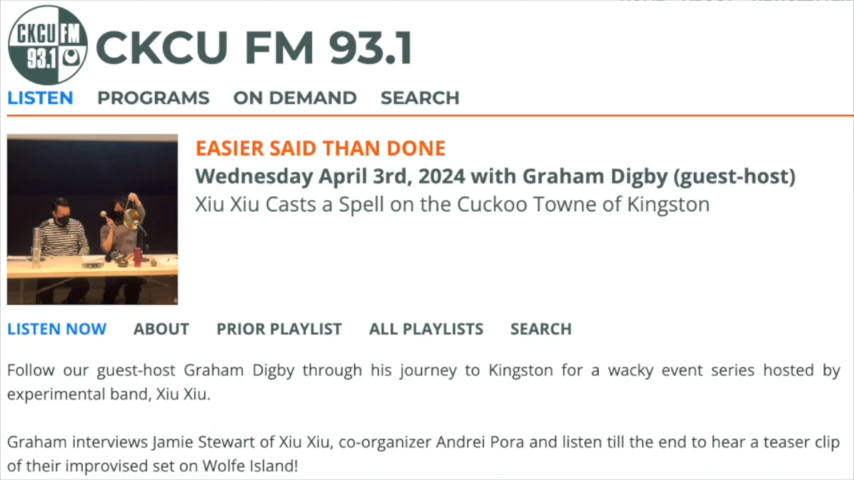 CKCU FM
93.1
CKCU FM 93.1
LISTEN PROGRAMS ON DEMAND SEARCH
EASIER SAID THAN DONE
Wednesday April 3rd, 2024 with Graham Digby (guest-host)
Xiu Xiu Casts a Spell on the Cuckoo Towne of Kingston
LISTEN NOW ABOUT PRIOR PLAYLIST ALL PLAYLISTS SEARCH
Follow our guest-host Graham Digby through his journey to Kingston for a wacky event series hosted by
experimental band, Xiu Xiu.
Graham interviews Jamie Stewart of Xiu Xiu, co-organizer Andrei Pora and listen till the end to hear a teaser clip
of their improvised set on Wolfe Island!